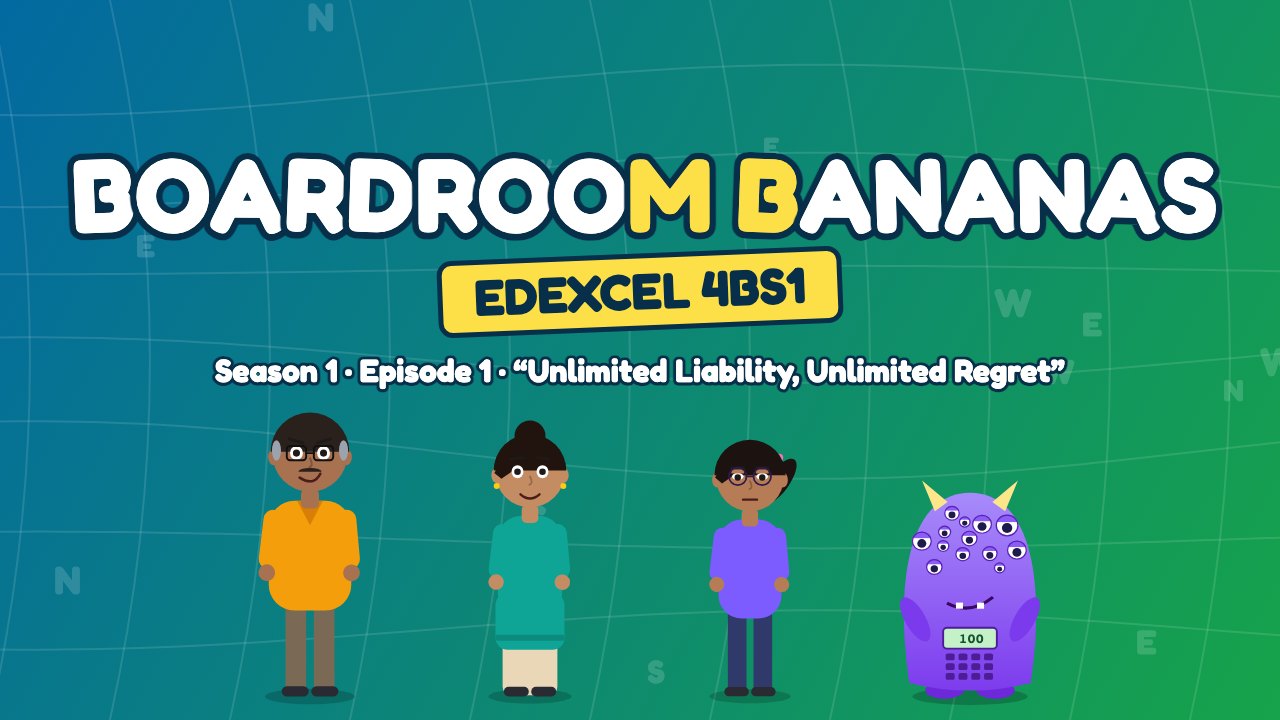 N
E
BOARDROOM BANANAS
E
EDEXCEL 4BS1
W
E
Season 1 · Episode 1 · “Unlimited Liability, Unlimited Regret”
N
100
N
E
S